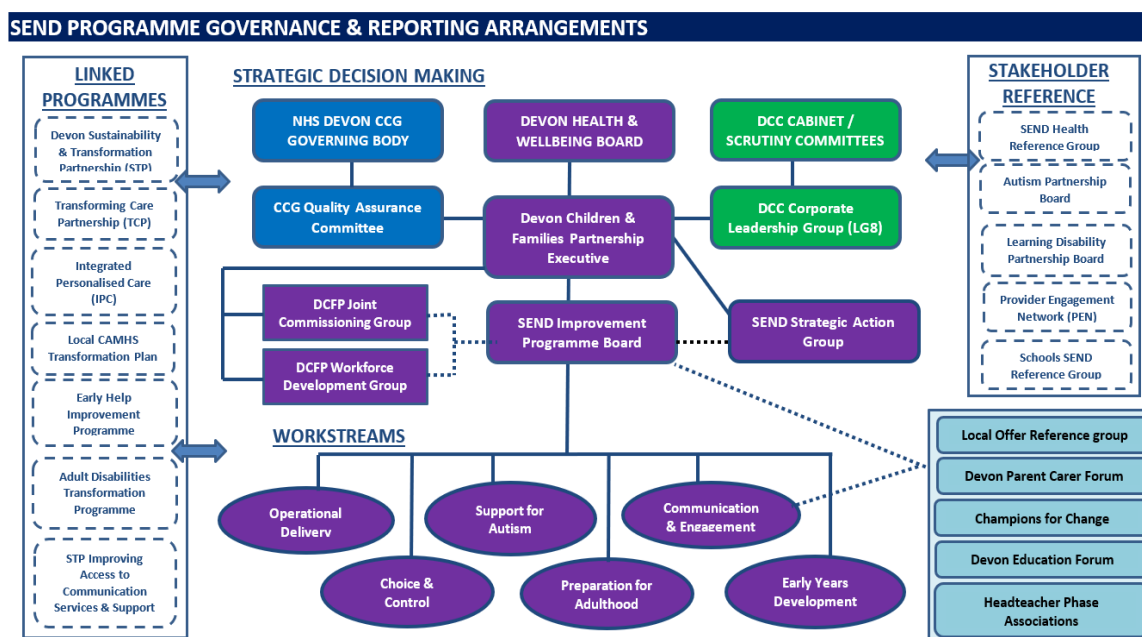 SEND PROGRAMME GOVERNANCE & REPORTING ARRANGEMENTS
LINKED
PROGRAMMES
Devon Sustainability
& Transformation
Partnership (STP)
Transforming Care
Partnership (TCP)
Integrated
Personalised Care
(IPC)
Local CAMHS
Transformation Plan
Early Help
Improvement
Programme
Adult Disabilities
Transformation
Programme
STP Improving
Access to
Communication
Services & Support
STRATEGIC DECISION MAKING
NHS DEVON CCG
GOVERNING BODY
DEVON HEALTH &
WELLBEING BOARD
DCC CABINET /
SCRUTINY COMMITTEES
CCG Quality Assurance
Committee
Devon Children &
Families Partnership
Executive
DCC Corporate
Leadership Group (LG8)
DCFP Joint
Commissioning Group
DCFP Workforce
Development Group
SEND Improvement
Programme Board
SEND Strategic Action
Group
WORKSTREAMS
Operational
Delivery
Support for
Autism
Communication
& Engagement
Choice &
Control
Preparation for
Adulthood
Early Years
Development
STAKEHOLDER
REFERENCE
SEND Health
Reference Group
Autism Partnership
Board
Learning Disability
Partnership Board
Provider Engagement
Network (PEN)
Schools SEND
Reference Group
Local Offer Reference group
Devon Parent Carer Forum
Champions for Change
Devon Education Forum
Headteacher Phase
Associations